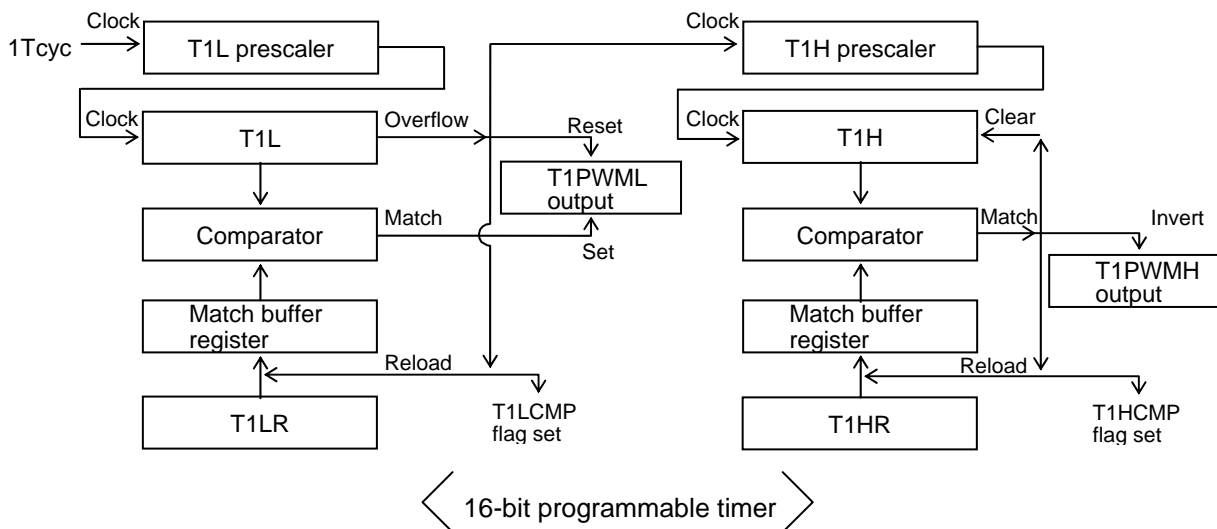 Clock
1Tcyc
T1L prescaler
Clock
T1L
Overflow
Reset
T1PWML
output
Comparator
Match
Set
Match buffer
register
Reload
T1LR
T1LCMP
flag set
Clock
T1H prescaler
Clock
T1H
Clear
Comparator
Match
Invert
T1PWMH
output
Match buffer
register
Reload
T1HR
T1HCMP
flag set
16-bit programmable timer